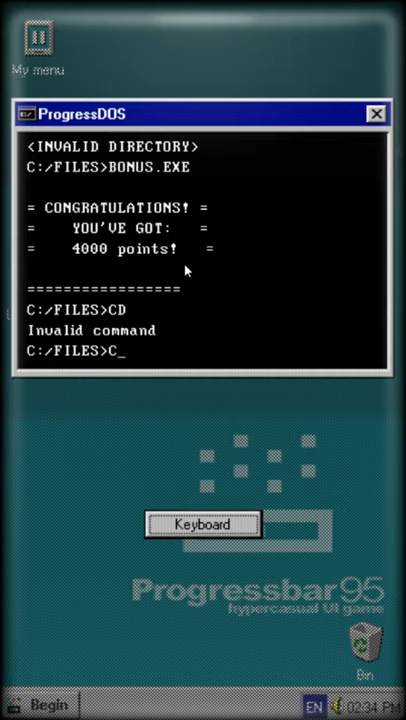 My menu
ProgressDOS
<INVALID DIRECTORY>
C:/FILES>BONUS.EXE
= CONGRATULATIONS! =
= YOU'VE GOT: =
= 4000 points! =
=================
C:/FILES>CD
Invalid command
C:/FILES>C_
Keyboard
Progressbar95
hypercasual UI game
Bin
Begin
EN
02:34 PM